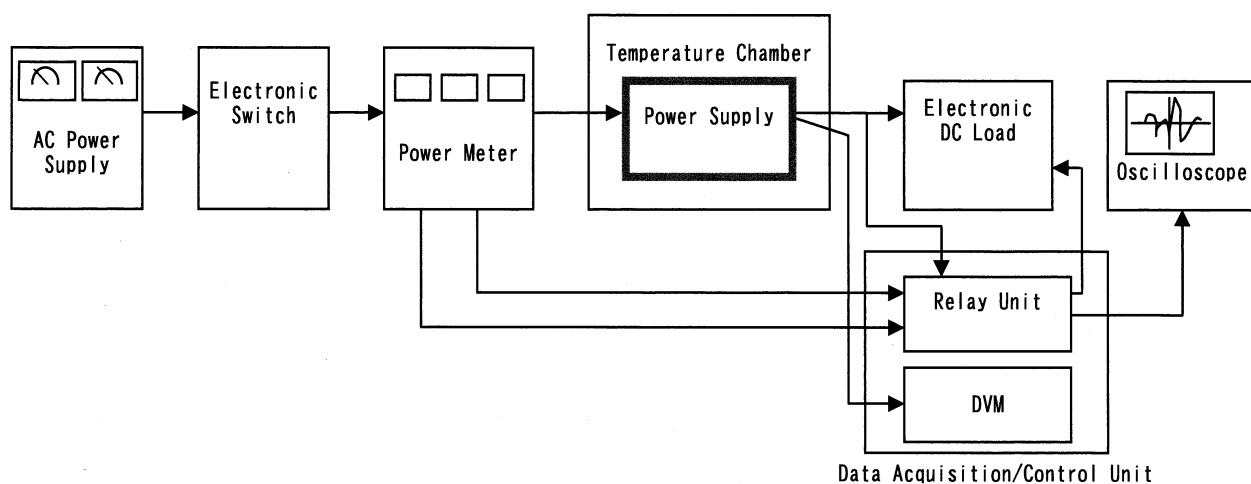 AC Power
Supply
Electronic
Switch
Power Meter
Temperature Chamber
Power Supply
Electronic
DC Load
Oscilloscope
Relay Unit
DVM
Data Acquisition/Control Unit